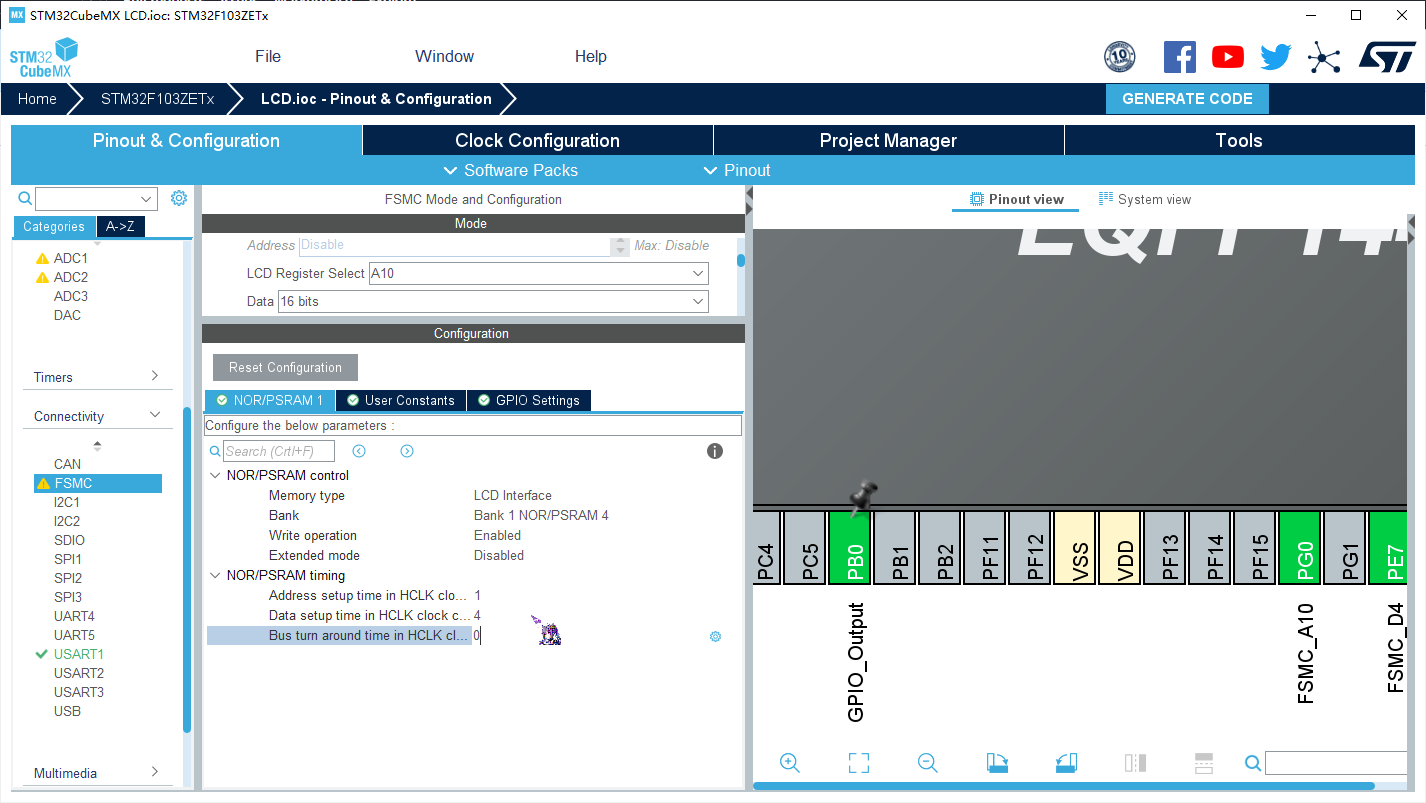 MX STM32CubeMX LCD.ioc: STM32F103ZETx
STM32
CubeMX
File
Window
Help
10
Home
STM32F103ZETx
LCD.ioc - Pinout & Configuration
GENERATE CODE
Pinout & Configuration
Clock Configuration
Project Manager
Tools
Software Packs
Pinout
Categories
A->Z
ADC1
ADC2
ADC3
DAC
Timers
Connectivity
CAN
FSMC
I2C1
I2C2
SDIO
SPI1
SPI2
SPI3
UART4
UART5
USART1
USART2
USART3
USB
Multimedia
FSMC Mode and Configuration
Mode
Address Disable Max: Disable
LCD Register Select A10
Data 16 bits
Configuration
Reset Configuration
NOR/PSRAM 1
User Constants
GPIO Settings
Configure the below parameters :
Search (Crtl+F)
NOR/PSRAM control
Memory type LCD Interface
Bank Bank 1 NOR/PSRAM 4
Write operation Enabled
Extended mode Disabled
NOR/PSRAM timing
Address setup time in HCLK clo... 1
Data setup time in HCLK clock c... 4
Bus turn around time in HCLK cl... 0
Pinout view
System view
PC4
PC5
PB0
PB1
PB2
PF11
PF12
VSS
VDD
PF13
PF14
PF15
PG0
PG1
PE7
GPIO_Output
FSMC_A10
FSMC_D4